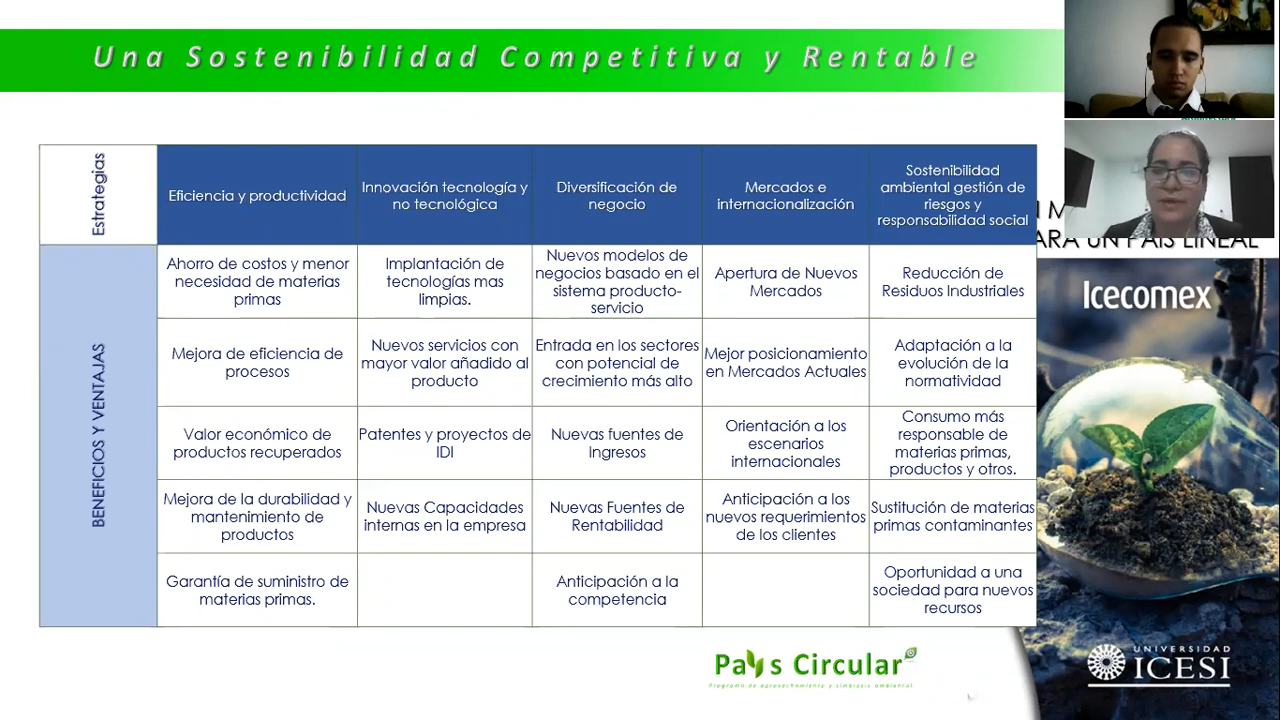 Una Sostenibilidad Competitiva y Rentable
Estrategias
Eficiencia y productividad
Innovación tecnología y
no tecnológica
Diversificación de
negocio
Mercados e
internacionalización
Sostenibilidad
ambiental gestión de
riesgos y
responsabilidad social
BENEFICIOS Y VENTAJAS
Ahorro de costos y menor
necesidad de materias
primas
Implantación de
tecnologías mas
limpias.
Nuevos modelos de
negocios basado en el
sistema producto-
servicio
Apertura de Nuevos
Mercados
Reducción de
Residuos Industriales
Mejora de eficiencia de
procesos
Nuevos servicios con
mayor valor añadido al
producto
Entrada en los sectores
con potencial de
crecimiento más alto
Mejor posicionamiento
en Mercados Actuales
Adaptación a la
evolución de la
normatividad
Valor económico de
productos recuperados
Patentes y proyectos de
IDI
Nuevas fuentes de
Ingresos
Orientación a los
escenarios
internacionales
Consumo más
responsable de
materias primas,
productos y otros.
Mejora de la durabilidad y
mantenimiento de
productos
Nuevas Capacidades
internas en la empresa
Nuevas Fuentes de
Rentabilidad
Anticipación a los
nuevos requerimientos
de los clientes
Sustitución de materias
primas contaminantes
Garantía de suministro de
materias primas.
Anticipación a la
competencia
Oportunidad a una
sociedad para nuevos
recursos
UN PAÍS LINEAL
Icecomex
País Circular
Programa de aprovechamiento y simbiosis ambiental
UNIVERSIDAD
ICESI